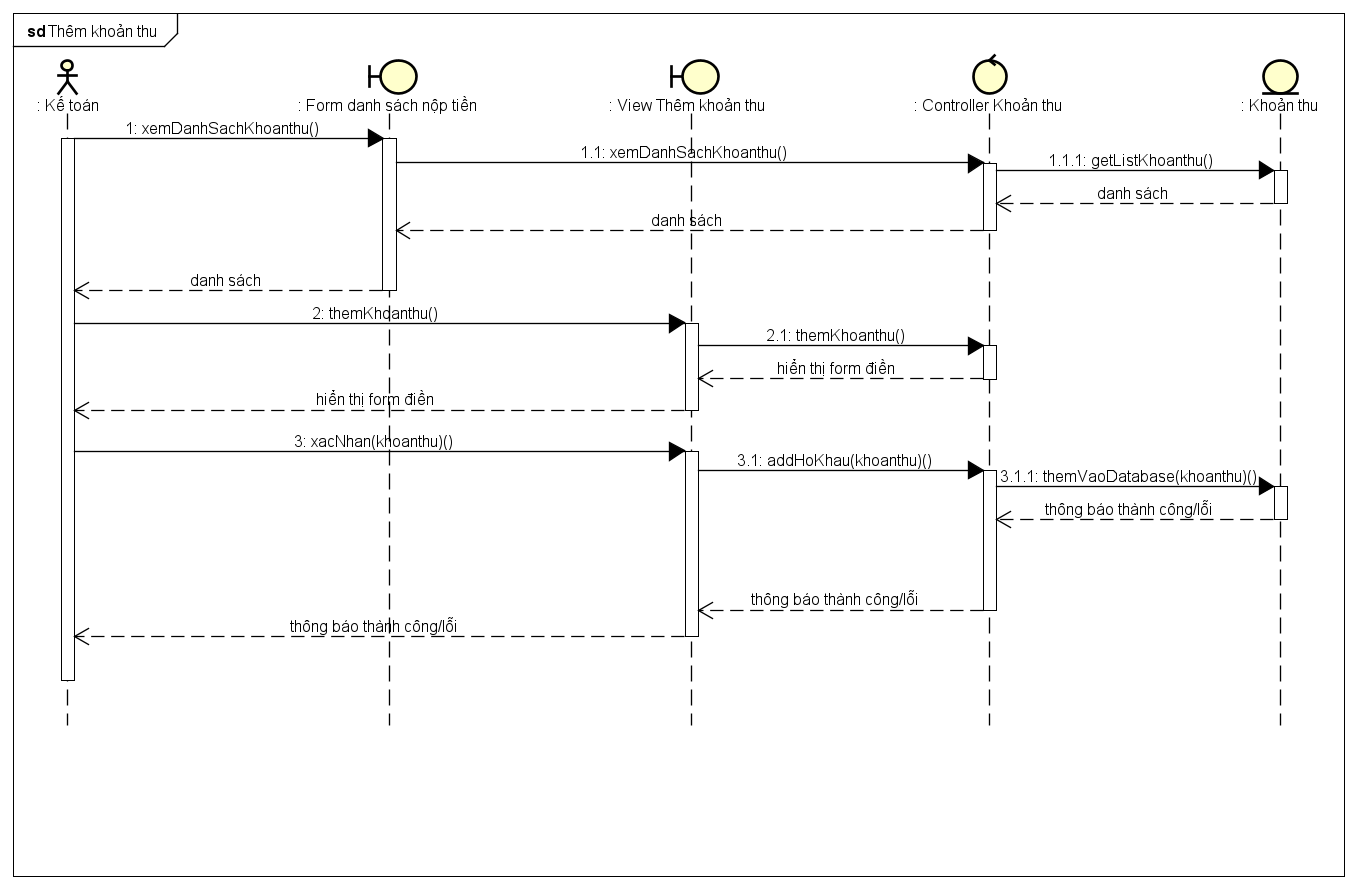 sd Thêm khoản thu
: Kế toán
: Form danh sách nộp tiền
: View Thêm khoản thu
: Controller Khoản thu
: Khoản thu
1: xemDanhSachKhoanthu()
1.1: xemDanhSachKhoanthu()
1.1.1: getListKhoanthu()
danh sách
danh sách
danh sách
2: themKhoanthu()
2.1: themKhoanthu()
hiển thị form điền
hiển thị form điền
3: xacNhan(khoanthu)()
3.1: addHoKhau(khoanthu)()
3.1.1: themVaoDatabase(khoanthu)()
thông báo thành công/lỗi
thông báo thành công/lỗi
thông báo thành công/lỗi